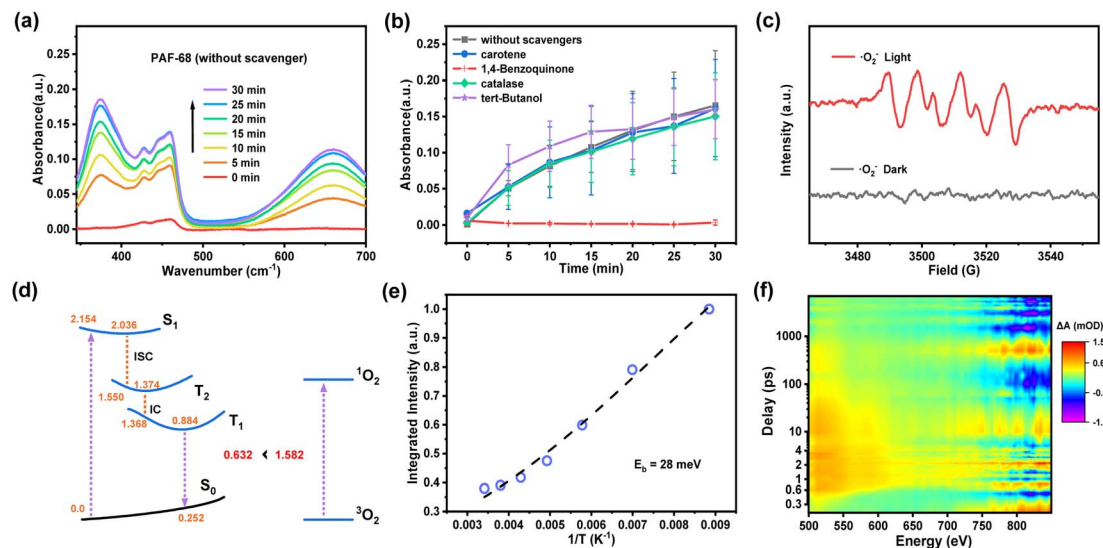 (a)
PAF-68 (without scavenger)
30 min
25 min
20 min
15 min
10 min
5 min
0 min
Absorbance(a.u.)
0.25
0.20
0.15
0.10
0.05
0.00
400 500 600 700
Wavenumber (cm⁻¹)
(b)
without scavengers
carotene
1,4-Benzoquinone
catalase
tert-Butanol
Absorbance(a.u.)
0.25
0.20
0.15
0.10
0.05
0.00
0 5 10 15 20 25 30
Time (min)
(c)
·O₂⁻ Light
·O₂⁻ Dark
Intensity (a.u.)
3480 3500 3520 3540
Field (G)
(d)
2.154
2.036
S₁
ISC
1.374
1.550
T₂
IC
1.368
0.884
T₁
0.632 < 1.582
S₀
0.0
0.252
¹O₂
³O₂
(e)
Integrated Intensity (a.u.)
1.0
0.9
0.8
0.7
0.6
0.5
0.4
0.3
E_b = 28 meV
0.003 0.004 0.005 0.006 0.007 0.008 0.009
1/T (K⁻¹)
(f)
Delay (ps)
1000
100
10
4
2
0.6
0.3
500 550 600 650 700 750 800
Energy (eV)
ΔA (mOD)
1.5
1.0
0.5
0
-0.5
-1.